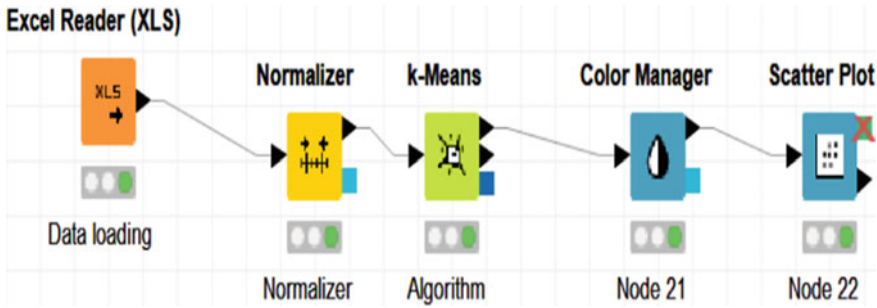 Excel Reader (XLS)
Normalizer
k-Means
Color Manager
Scatter Plot
XLS
Data loading
Normalizer
Algorithm
Node 21
Node 22